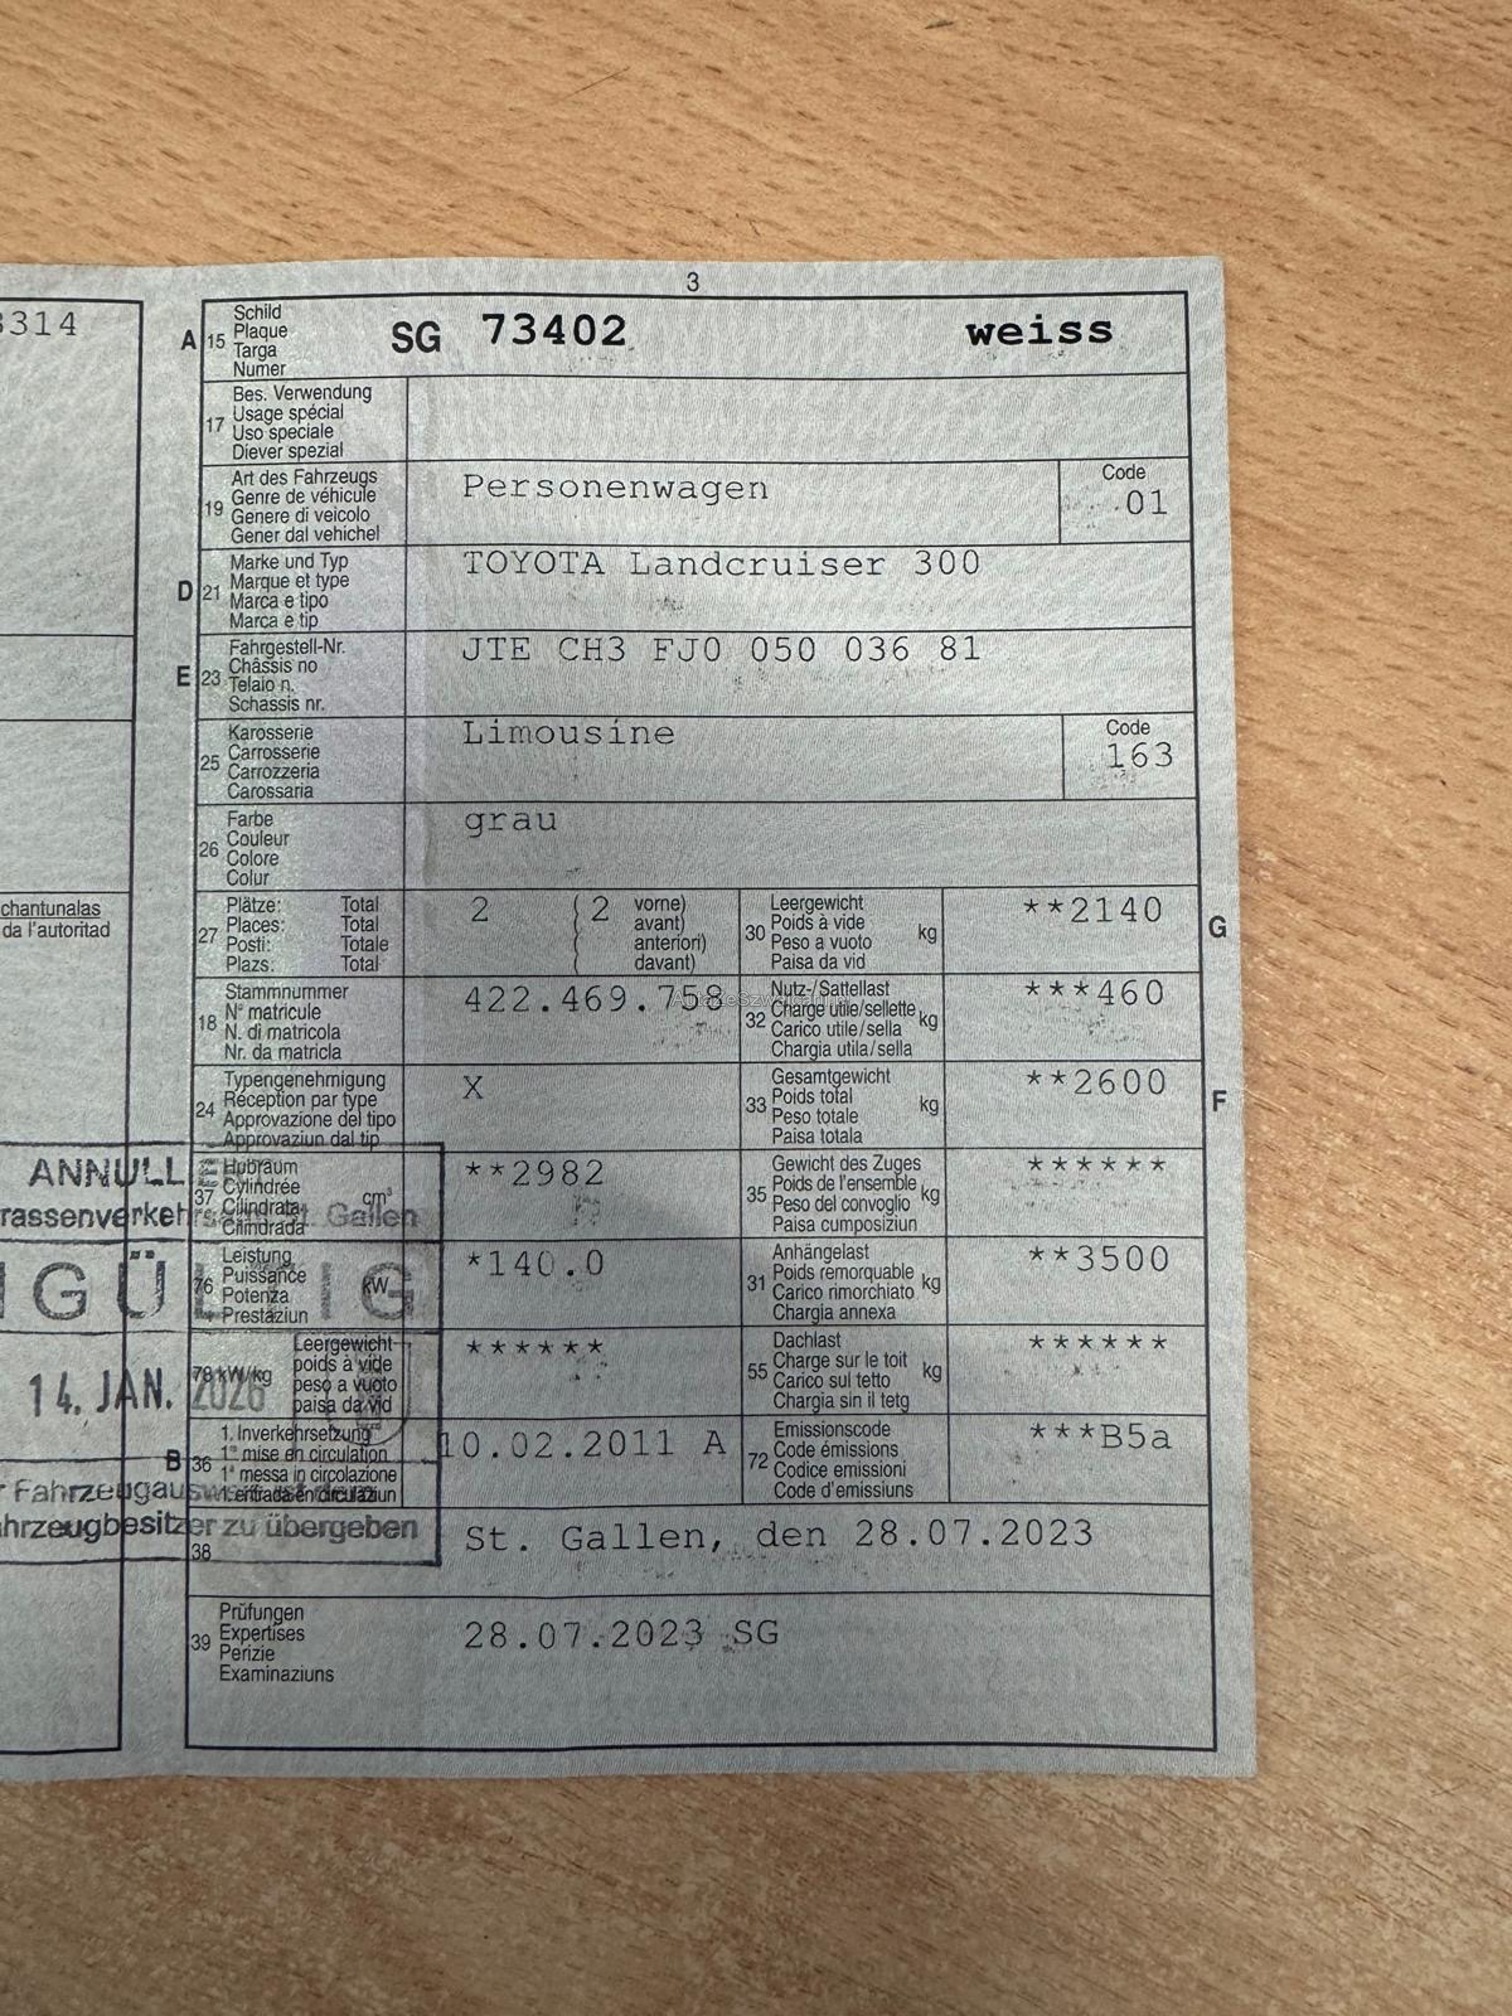 3
3314
A 15 Schild
Plaque
Targa
Numer
SG 73402 weiss
17 Bes. Verwendung
Usage spécial
Uso speciale
Diever spezial
19 Art des Fahrzeugs
Genre de véhicule
Genere di veicolo
Gener dal vehichel
Personenwagen
Code
01
D 21 Marke und Typ
Marque et type
Marca e tipo
Marca e tip
TOYOTA Landcruiser 300
E 23 Fahrgestell-Nr.
Châssis no
Telaio n.
Schassis nr.
JTE CH3 FJ0 050 036 81
25 Karosserie
Carrosserie
Carrozzeria
Carossaria
Limousine
Code
163
26 Farbe
Couleur
Colore
Colur
grau
chantunalas
da l'autoritad
27 Plätze: Total
Places: Total
Posti: Totale
Plazs: Total
2 ( 2 vorne)
( avant)
( anteriori)
( davant)
30 Leergewicht
Poids à vide
Peso a vuoto
Paisa da vid
kg
**2140
G
18 Stammnummer
N° matricule
N. di matricola
Nr. da matricla
422.469.758
32 Nutz-/Sattellast
Charge utile/sellette
Carico utile/sella
Chargia utila/sella
kg
***460
24 Typengenehmigung
Réception par type
Approvazione del tipo
Approvaziun dal tip
X
33 Gesamtgewicht
Poids total
Peso totale
Paisa totala
kg
**2600
F
37 Hubraum
Cylindrée
Cilindrata
Cilindrada
cm³
**2982
35 Gewicht des Zuges
Poids de l'ensemble
Peso del convoglio
Paisa cumposiziun
kg
******
76 Leistung
Puissance
Potenza
Prestaziun
kW
*140.0
31 Anhängelast
Poids remorquable
Carico rimorchiato
Chargia annexa
kg
**3500
78 kW/kg
Leergewicht
poids à vide
peso a vuoto
paisa da vid
******
55 Dachlast
Charge sur le toit
Carico sul tetto
Chargia sin il tetg
kg
******
B 36 1. Inverkehrsetzung
1re mise en circulation
1a messa in circolazione
1. entrada en circulaziun
10.02.2011 A
72 Emissionscode
Code émissions
Codice emissioni
Code d'emissiuns
***B5a
38
St. Gallen, den 28.07.2023
39 Prüfungen
Expertises
Perizie
Examinaziuns
28.07.2023 SG
ANNULLE
rassenverkehrsamt St. Gallen
GÜLTIG
14. JAN. 2026
Fahrzeugausweis
hrzeugbesitzer zu übergeben